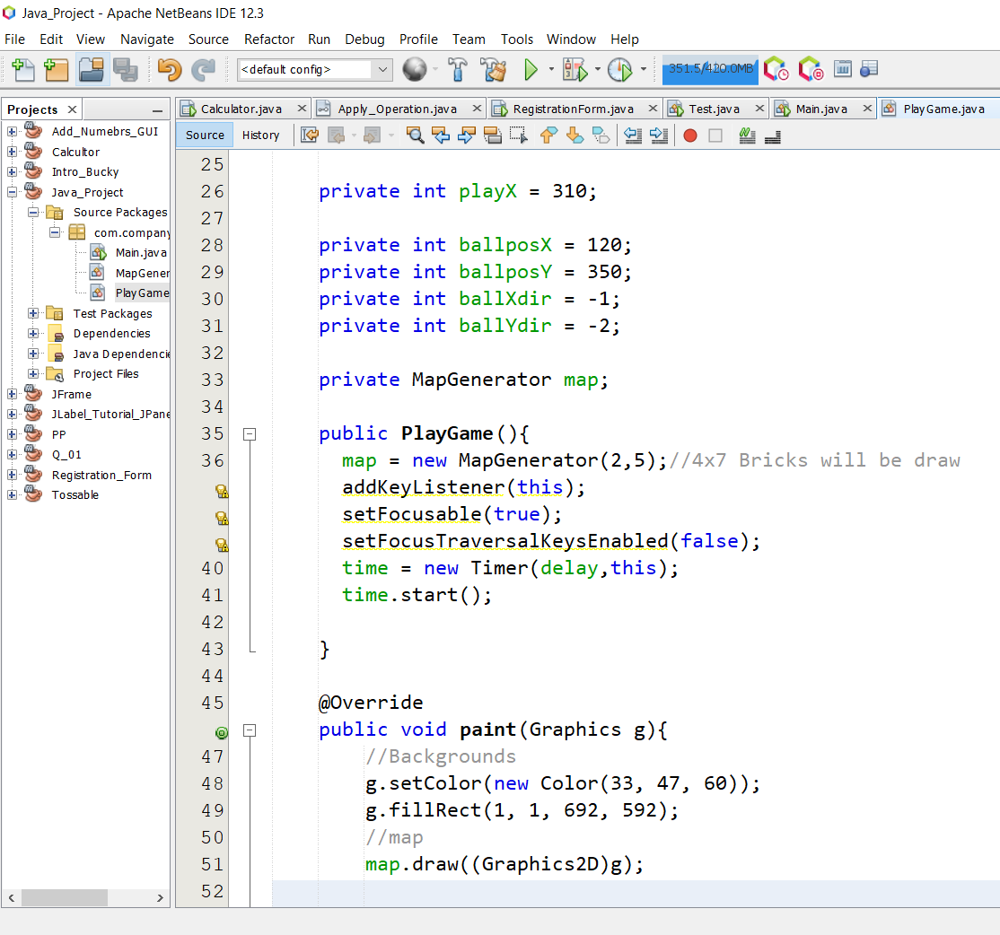 Java_Project - Apache NetBeans IDE 12.3
File Edit View Navigate Source Refactor Run Debug Profile Team Tools Window Help
<default config>
351.5/420.0MB
Projects
Calculator.java Apply_Operation.java RegistrationForm.java Test.java Main.java PlayGame.java
Source History
Add_Numebrs_GUI
Calcultor
Intro_Bucky
Java_Project
Source Packages
com.company
Main.java
MapGener
PlayGame
Test Packages
Dependencies
Java Dependencie
Project Files
JFrame
JLabel_Tutorial_JPane
PP
Q_01
Registration_Form
Tossable
25
26 private int playX = 310;
27
28 private int ballposX = 120;
29 private int ballposY = 350;
30 private int ballXdir = -1;
31 private int ballYdir = -2;
32
33 private MapGenerator map;
34
35 public PlayGame(){
36 map = new MapGenerator(2,5);//4x7 Bricks will be draw
addKeyListener(this);
setFocusable(true);
setFocusTraversalKeysEnabled(false);
40 time = new Timer(delay,this);
41 time.start();
42
43 }
44
45 @Override
public void paint(Graphics g){
47 //Backgrounds
48 g.setColor(new Color(33, 47, 60));
49 g.fillRect(1, 1, 692, 592);
50 //map
51 map.draw((Graphics2D)g);
52